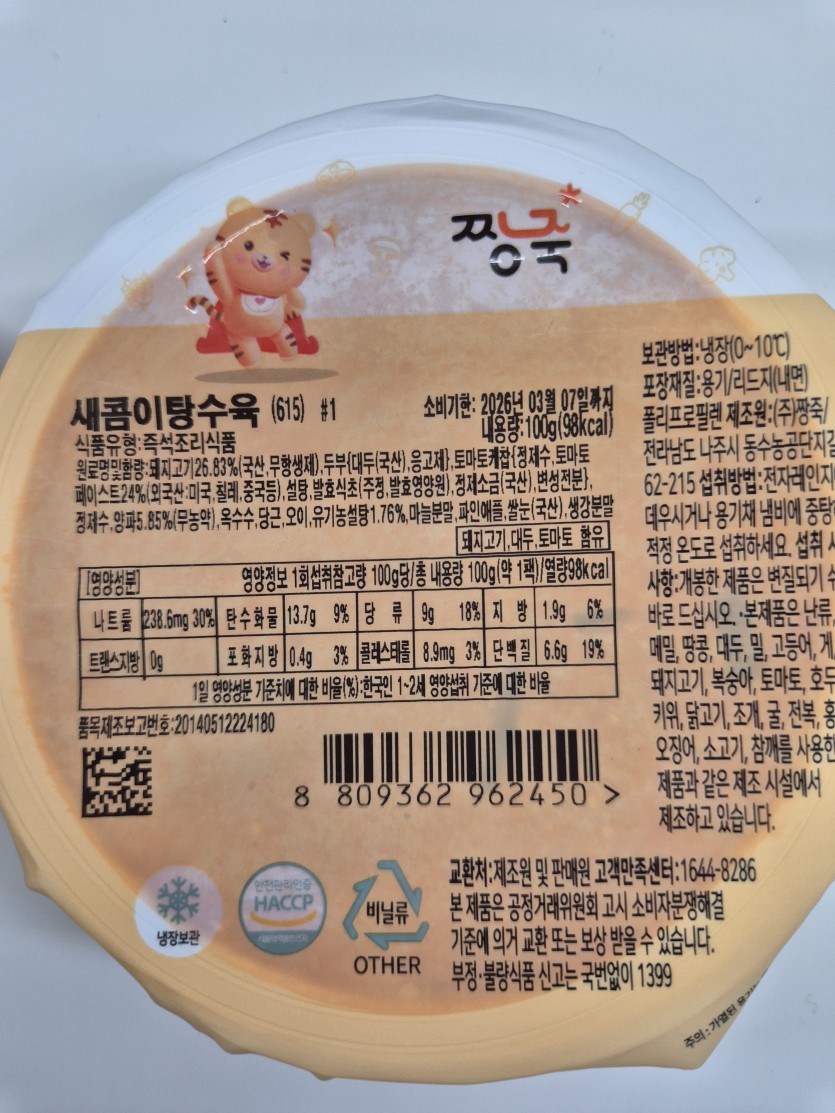 짱죽
새콤이탕수육 (615) #1
소비기한: 2026년 03월 07일까지
내용량:100g(98kcal)
식품유형:즉석조리식품
원료명및함량:돼지고기26.83%(국산,무항생제),두부{대두(국산),응고제},토마토케찹{정제수,토마토
페이스트24%(외국산:미국,칠레,중국등),설탕,발효식초(주정,발효영양원),정제소금(국산),변성전분},
정제수,양파5.85%(무농약),옥수수,당근,오이,유기농설탕1.76%,마늘분말,파인애플,쌀눈(국산),생강분말
돼지고기,대두,토마토 함유
[영양성분] 영양정보 1회섭취참고량 100g당/총 내용량 100g(약 1팩)/열량98kcal
나트륨 238.6mg 30% 탄수화물 13.7g 9% 당 류 9g 18% 지 방 1.9g 6%
트랜스지방 0g 포화지방 0.4g 3% 콜레스테롤 8.9mg 3% 단백질 6.6g 19%
1일 영양성분 기준치에 대한 비율(%):한국인 1~2세 영양섭취 기준에 대한 비율
품목제조보고번호:20140512224180
8 809362 962450 >
보관방법:냉장(0~10℃)
포장재질:용기/리드지(내면)
폴리프로필렌 제조원:(주)짱죽/
전라남도 나주시 동수농공단지길
62-215 섭취방법:전자레인지
데우시거나 용기채 냄비에 중탕
적정 온도로 섭취하세요. 섭취
사항:개봉한 제품은 변질되기
바로 드십시오.·본제품은 난류,
메밀, 땅콩, 대두, 밀, 고등어, 게,
돼지고기, 복숭아, 토마토, 호두
키위, 닭고기, 조개, 굴, 전복,
오징어, 소고기, 참깨를 사용한
제품과 같은 제조 시설에서
제조하고 있습니다.
냉장보관
안전관리인증
HACCP
비닐류
OTHER
교환처:제조원 및 판매원 고객만족센터:1644-8286
본 제품은 공정거래위원회 고시 소비자분쟁해결
기준에 의거 교환 또는 보상 받을 수 있습니다.
부정·불량식품 신고는 국번없이 1399
주의:가열된